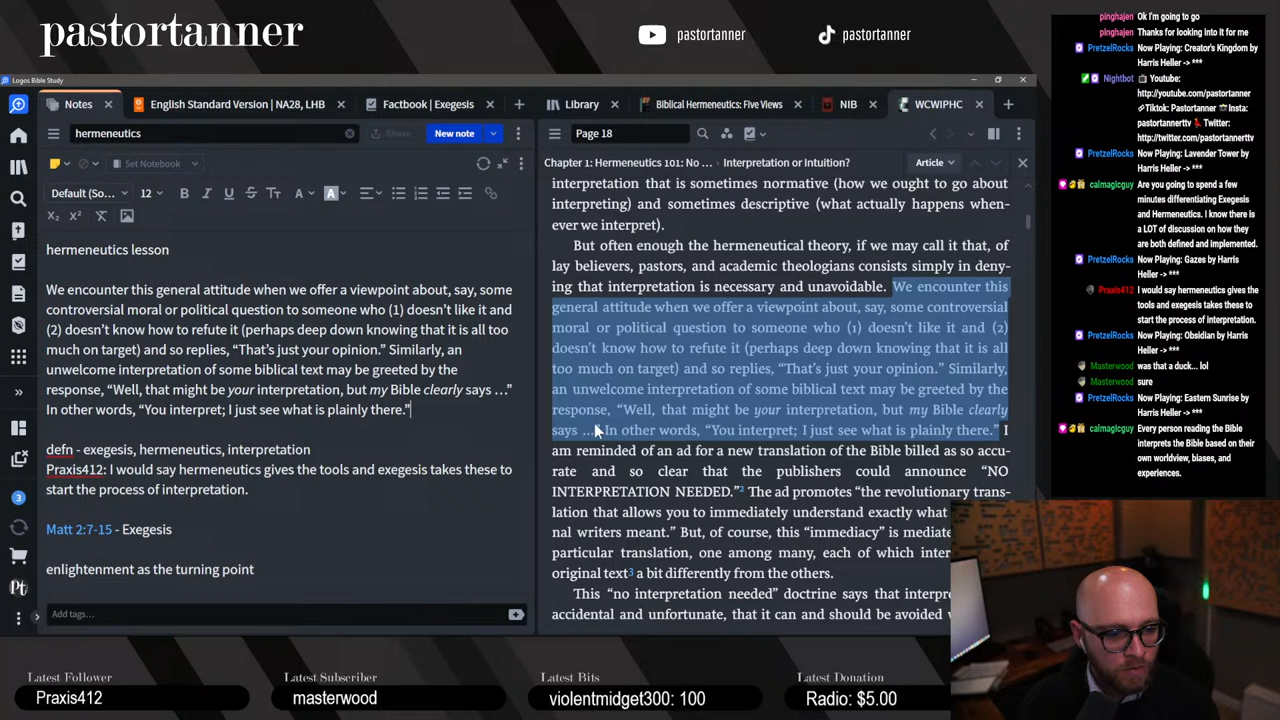 pastortanner
pastortanner
pastortanner
Logos Bible Study
Notes
English Standard Version | NA28, LHB
Factbook | Exegesis
hermeneutics
Share
New note
Set Notebook
Default (So...
12
hermeneutics lesson
We encounter this general attitude when we offer a viewpoint about, say, some
controversial moral or political question to someone who (1) doesn’t like it and
(2) doesn’t know how to refute it (perhaps deep down knowing that it is all too
much on target) and so replies, “That’s just your opinion.” Similarly, an
unwelcome interpretation of some biblical text may be greeted by the
response, “Well, that might be your interpretation, but my Bible clearly says …”
In other words, “You interpret; I just see what is plainly there.”
defn - exegesis, hermeneutics, interpretation
Praxis412: I would say hermeneutics gives the tools and exegesis takes these to
start the process of interpretation.
Matt 2:7-15 - Exegesis
enlightenment as the turning point
Add tags...
3
Pt
Library
Biblical Hermeneutics: Five Views
NIB
WCWIPHC
Page 18
Chapter 1: Hermeneutics 101: No ... › Interpretation or Intuition?
Article
interpretation that is sometimes normative (how we ought to go about
interpreting) and sometimes descriptive (what actually happens when-
ever we interpret).
But often enough the hermeneutical theory, if we may call it that, of
lay believers, pastors, and academic theologians consists simply in deny-
ing that interpretation is necessary and unavoidable. We encounter this
general attitude when we offer a viewpoint about, say, some controversial
moral or political question to someone who (1) doesn’t like it and (2)
doesn’t know how to refute it (perhaps deep down knowing that it is all
too much on target) and so replies, “That’s just your opinion.” Similarly,
an unwelcome interpretation of some biblical text may be greeted by the
response, “Well, that might be your interpretation, but my Bible clearly
says …” In other words, “You interpret; I just see what is plainly there.” I
am reminded of an ad for a new translation of the Bible billed as so accu-
rate and so clear that the publishers could announce “NO
INTERPRETATION NEEDED.”2 The ad promotes “the revolutionary trans-
lation that allows you to immediately understand exactly what
nal writers meant.” But, of course, this “immediacy” is mediate
particular translation, one among many, each of which inter
original text3 a bit differently from the others.
This “no interpretation needed” doctrine says that interpre
accidental and unfortunate, that it can and should be avoided w
pinghajen Ok I'm going to go
pinghajen Thanks for looking into it for me
PretzelRocks Now Playing: Creator's Kingdom by
Harris Heller -> ***
Nightbot Youtube:
http://youtube.com/pastortanner
Tiktok: Pastortanner Insta:
pastortannerttv Twitter:
http://twitter.com/pastortannerttv
PretzelRocks Now Playing: Lavender Tower by
Harris Heller -> ***
calmagicguy Are you going to spend a few
minutes differentiating Exegesis
and Hermeneutics. I know there
is a LOT of discussion on how
they are both defined and implemented.
PretzelRocks Now Playing: Gazes by Harris
Heller -> ***
Praxis412 I would say hermeneutics gives the
tools and exegesis takes these to
start the process of interpretation.
PretzelRocks Now Playing: Obsidian by Harris
Heller -> ***
Masterwood was that a duck... lol
Masterwood sure
PretzelRocks Now Playing: Eastern Sunrise by
Harris Heller -> ***
calmagicguy Every person reading the Bible
interprets the Bible based on their
own worldview, biases, and
experiences.
Latest Follower
Praxis412
Latest Subscriber
masterwood
Latest Bits
violentmidget300: 100
Latest Donation
Radio: $5.00